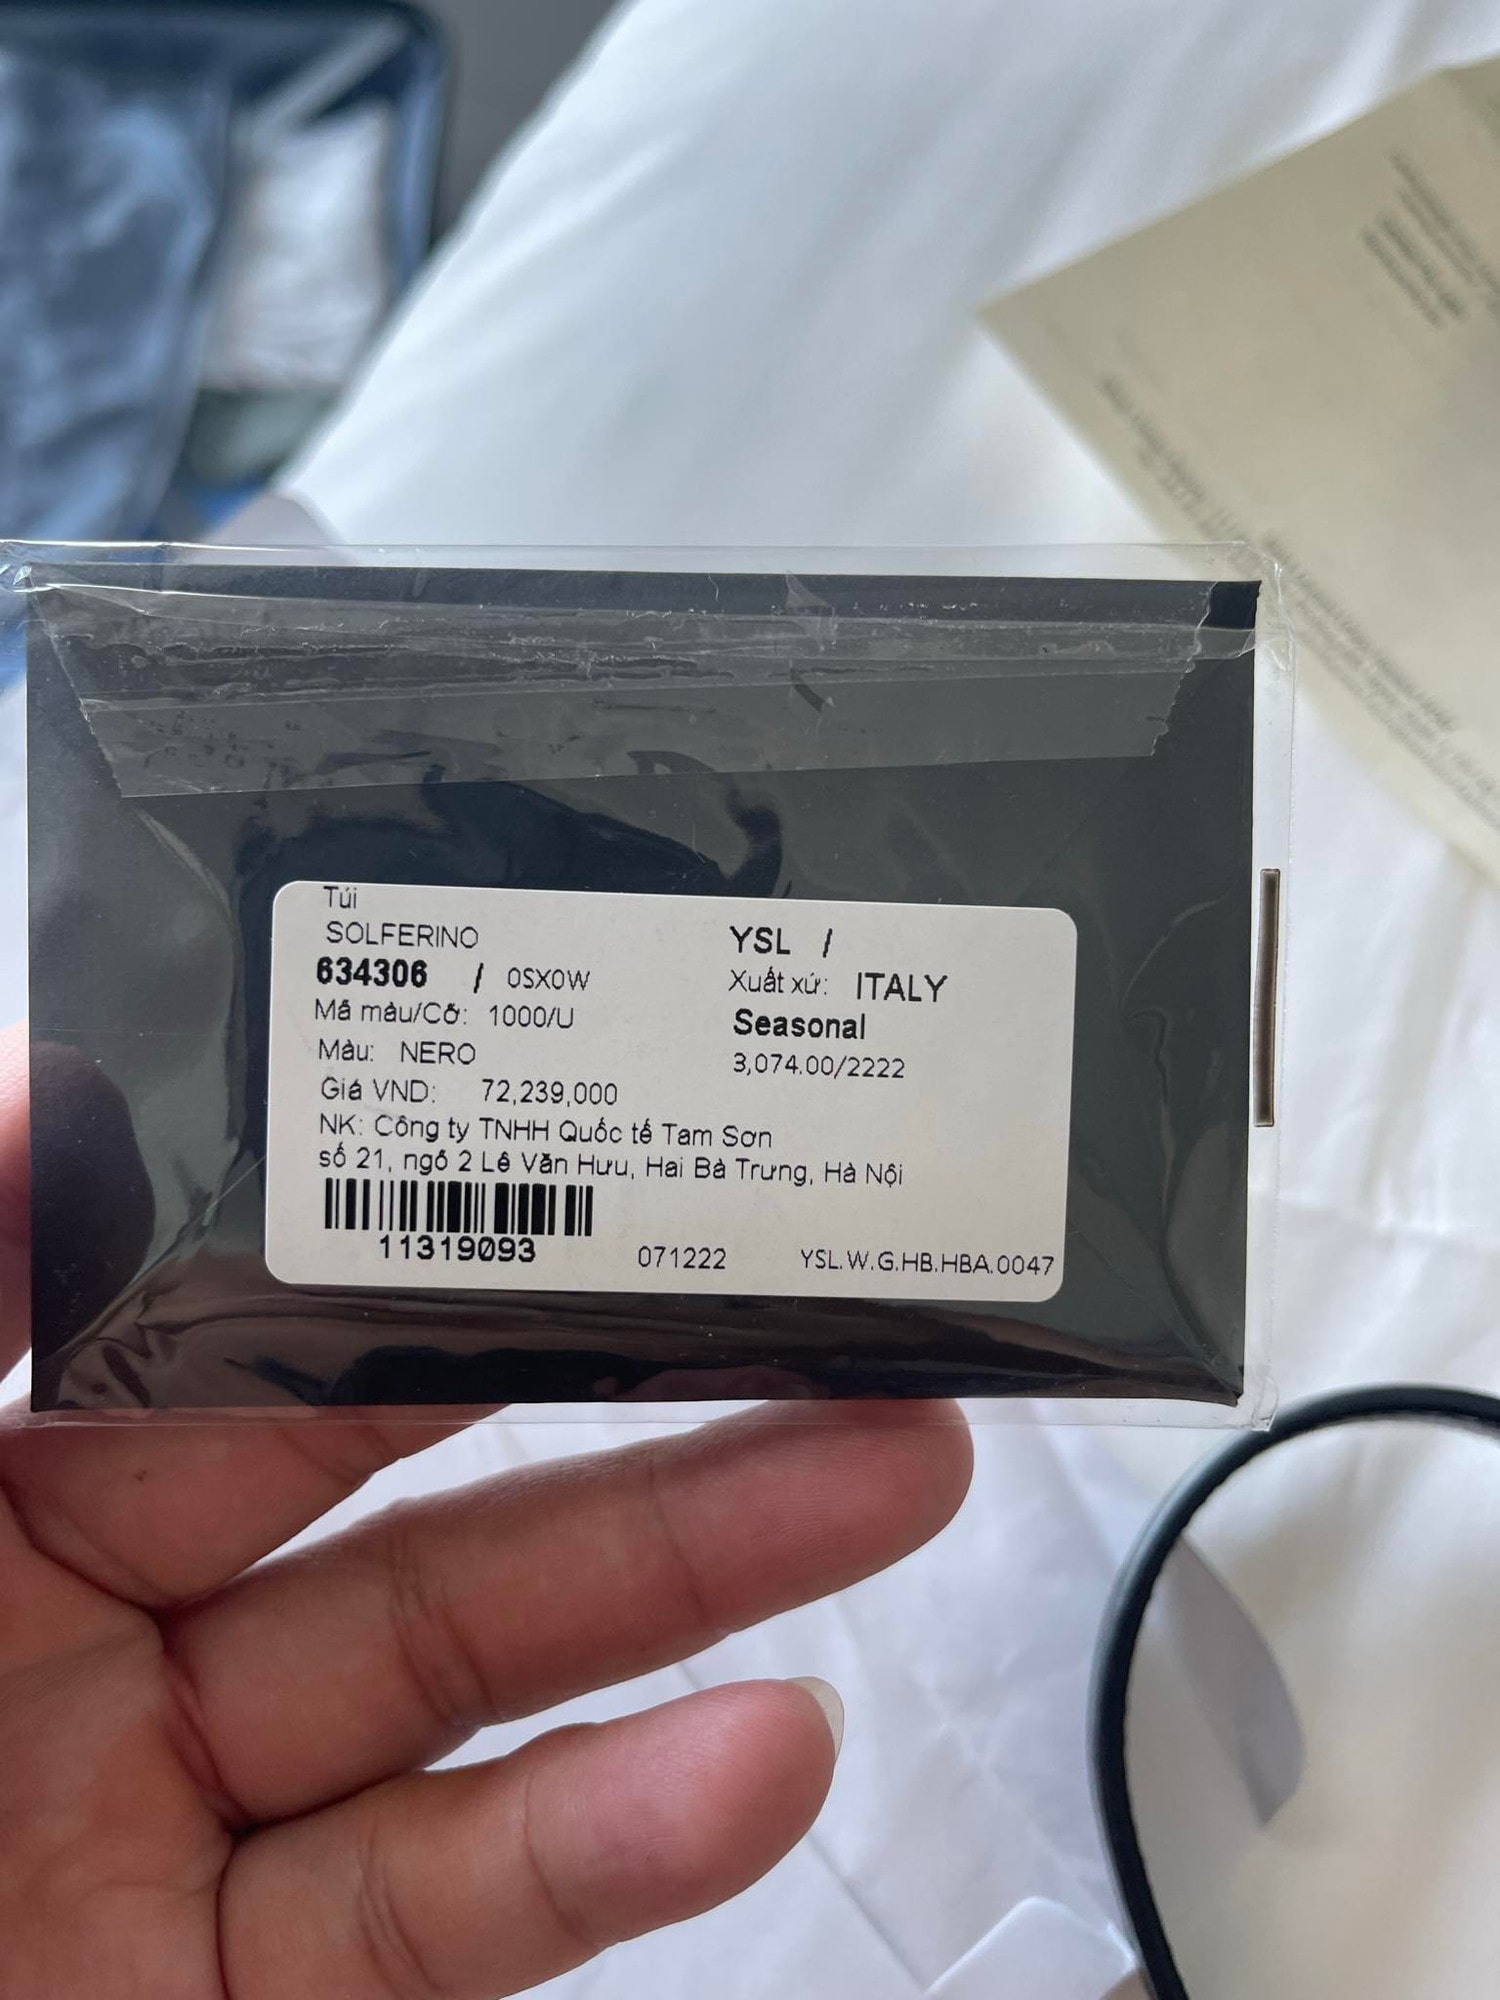 Túi
SOLFERINO
634306 / 0SX0W
Mã màu/Cỡ: 1000/U
Màu: NERO
Giá VND: 72,239,000
YSL /
Xuất xứ: ITALY
Seasonal
3,074.00/2222
NK: Công ty TNHH Quốc tế Tam Sơn
số 21, ngõ 2 Lê Văn Hưu, Hai Bà Trưng, Hà Nội
11319093
071222
YSL.W.G.HB.HBA.0047